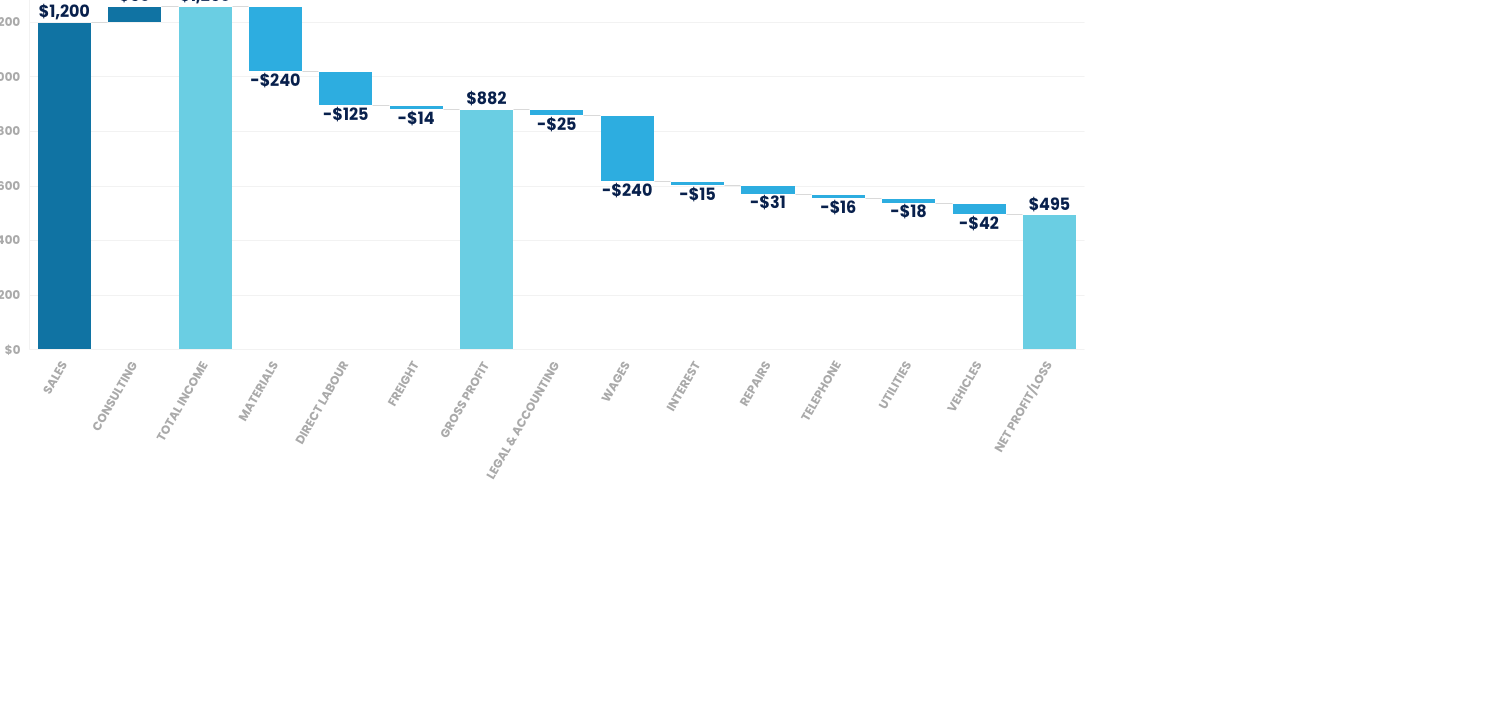 $1,200
-$240
-$125
-$14
$882
-$25
-$240
-$15
-$31
-$16
-$18
-$42
$495
200
000
800
600
400
200
$0
SALES
CONSULTING
TOTAL INCOME
MATERIALS
DIRECT LABOUR
FREIGHT
GROSS PROFIT
LEGAL & ACCOUNTING
WAGES
INTEREST
REPAIRS
TELEPHONE
UTILITIES
VEHICLES
NET PROFIT/LOSS